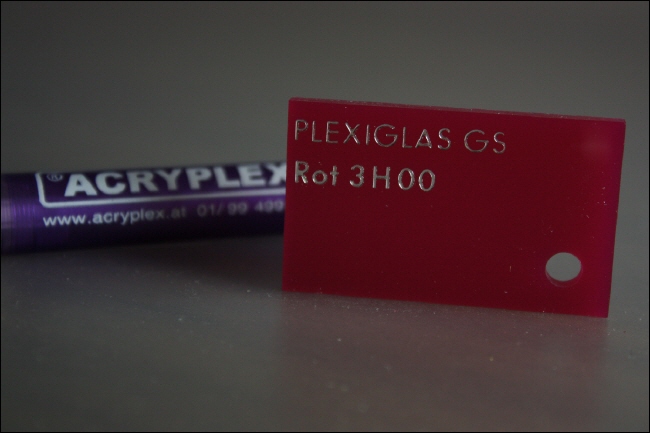 PLEXIGLAS GS
Rot 3H00
® ACRYPLEX
www.acryplex.at 01/ 99 499